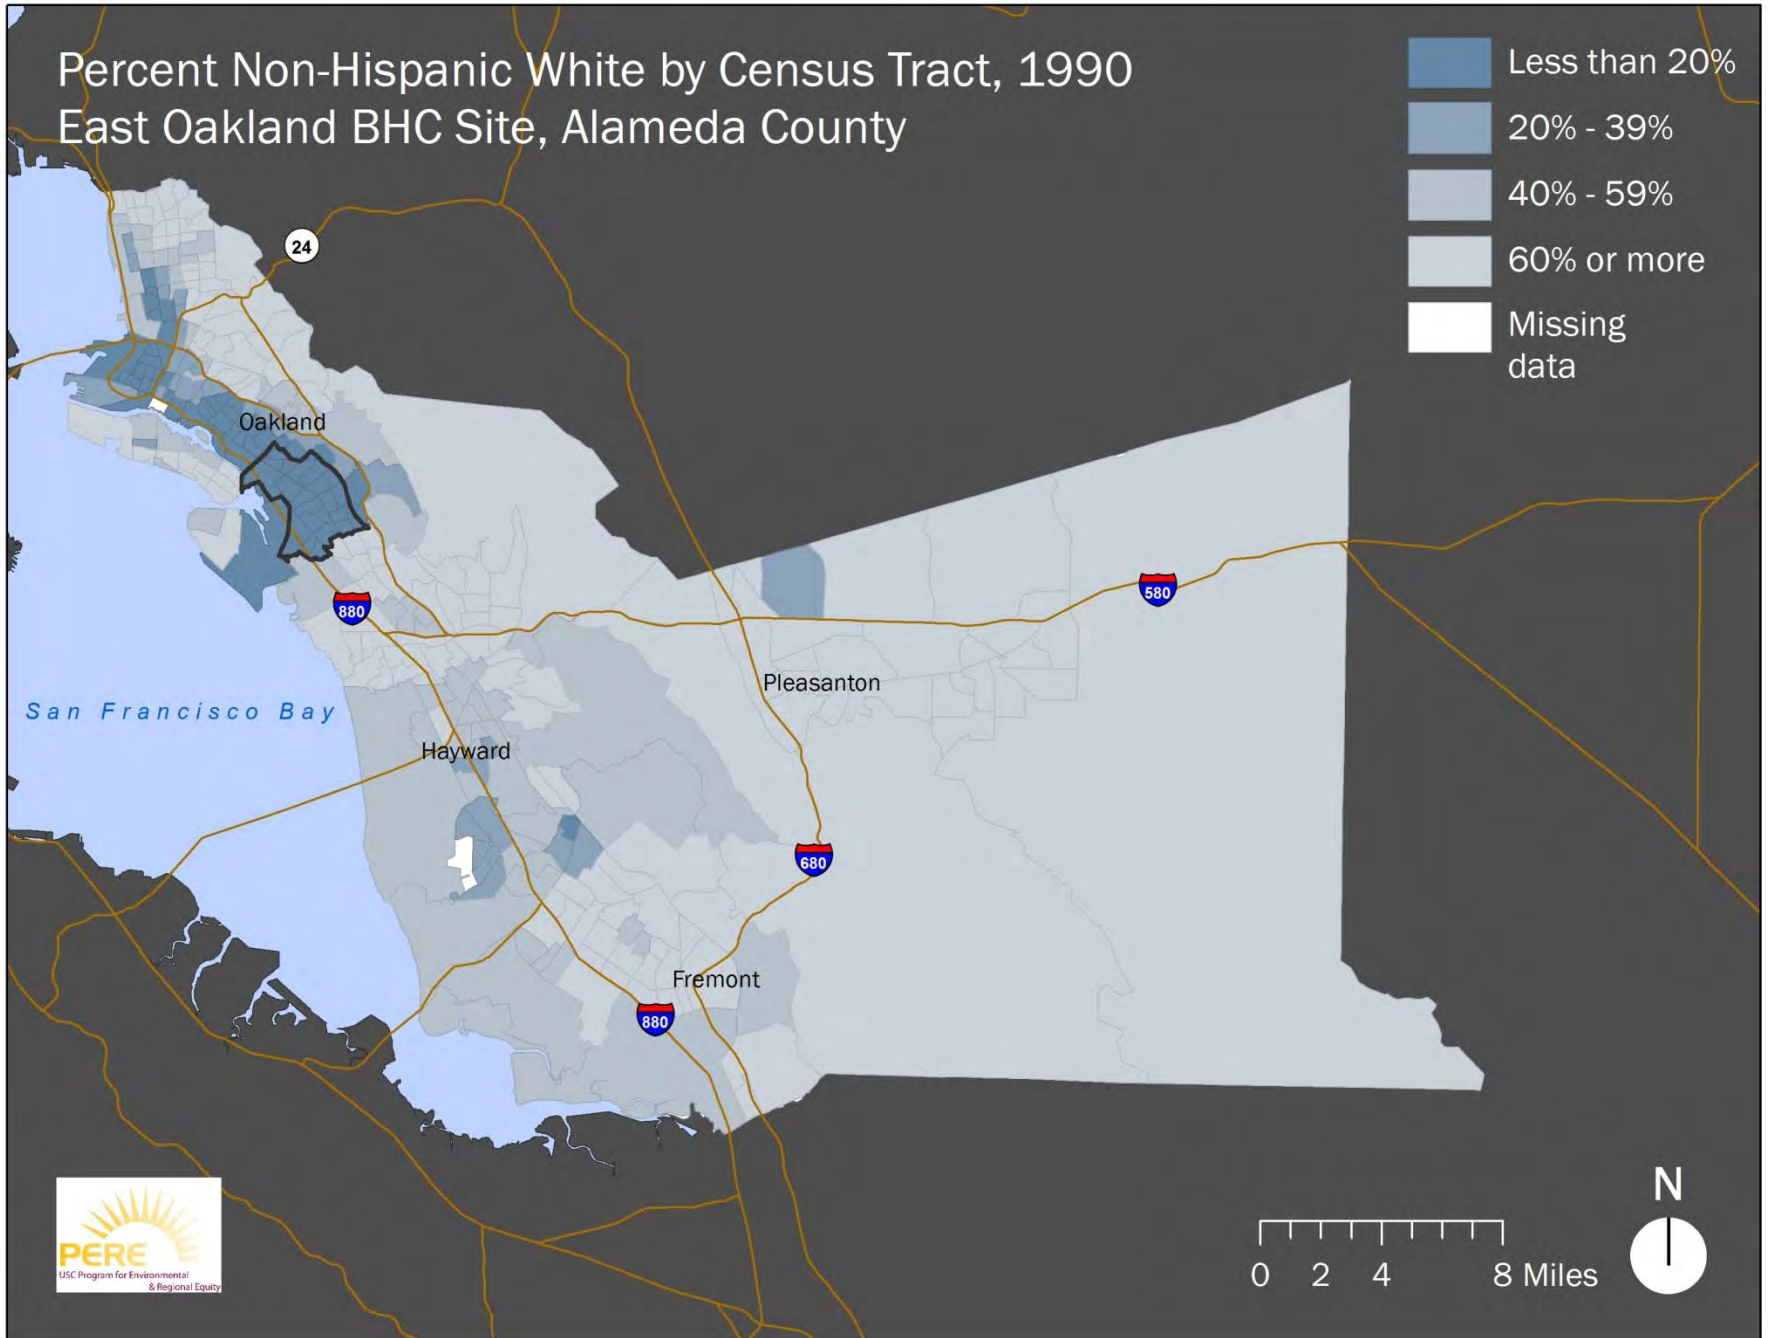 Percent Non-Hispanic White by Census Tract, 1990
East Oakland BHC Site, Alameda County
Less than 20%
20% - 39%
40% - 59%
60% or more
Missing
data
24
Oakland
880
580
Pleasanton
San Francisco Bay
Hayward
680
Fremont
880
PERE
USC Program for Environmental
& Regional Equity
N
0 2 4 8 Miles